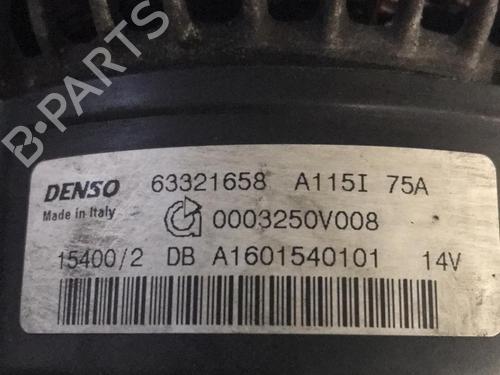 B·PARTS
DENSO 63321658 A115I 75A
Made in Italy 0003250V008
15400/2 DB A1601540101 14V